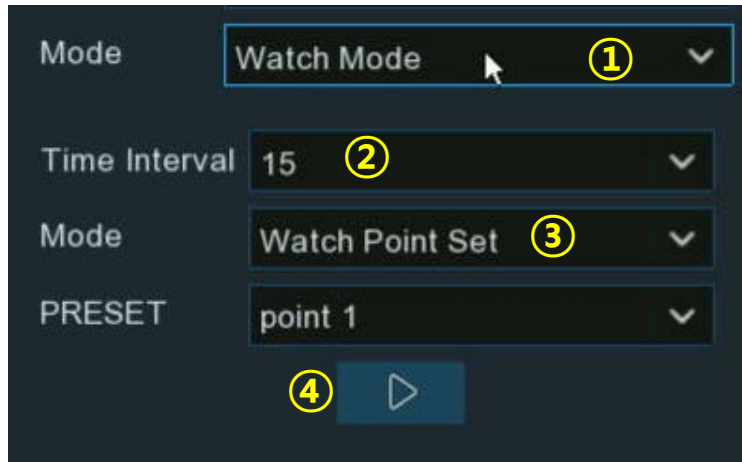 Mode Watch Mode ①
Time Interval 15 ②
Mode Watch Point Set ③
PRESET point 1
④